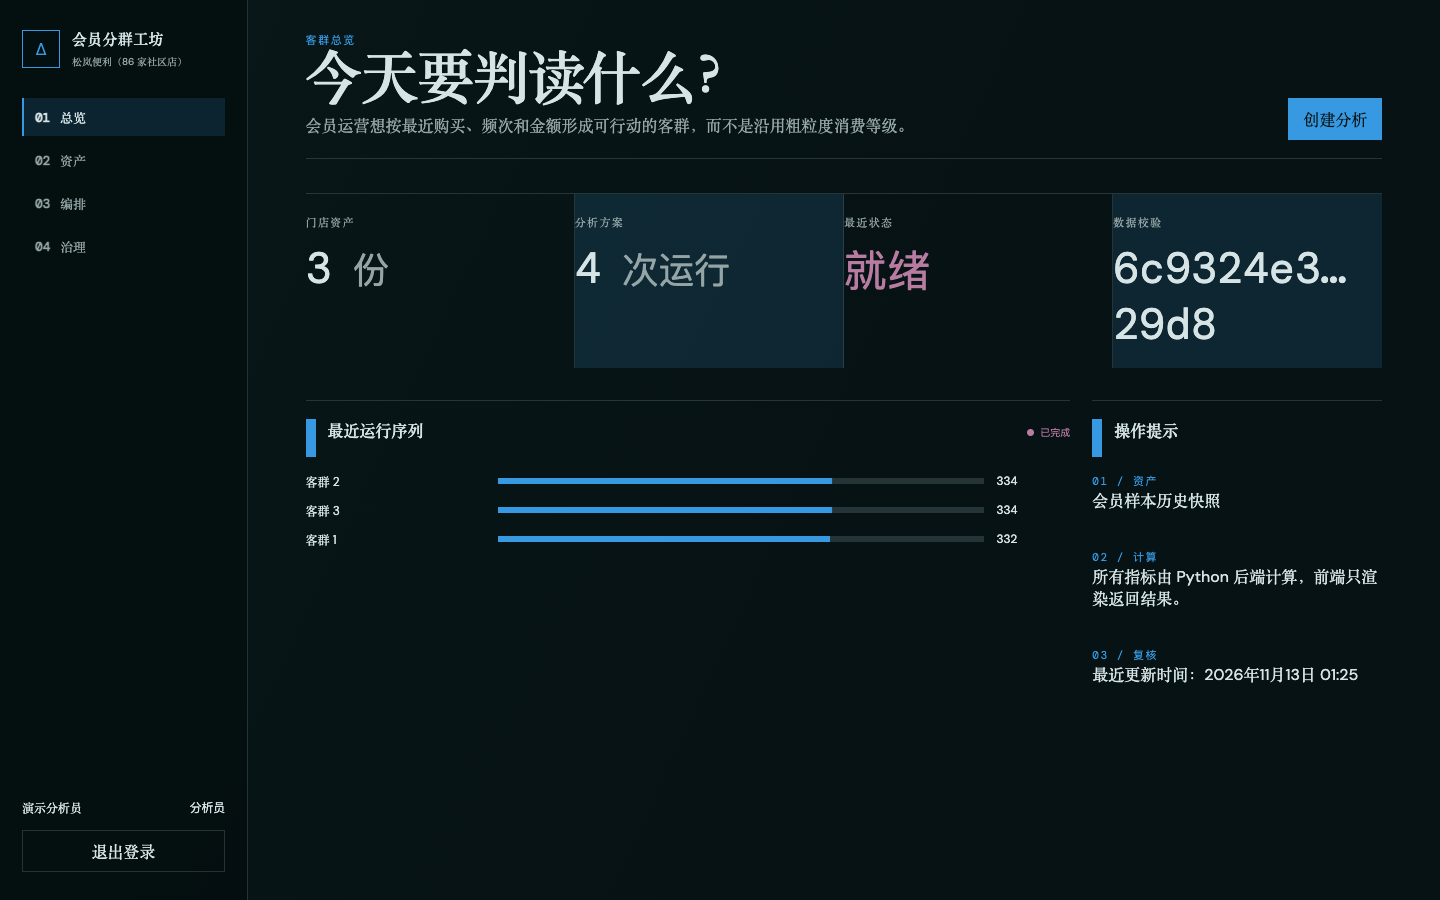 Δ
会员分群工坊
松岚便利（86 家社区店）
01 总览
02 资产
03 编排
04 治理
演示分析员 分析员
退出登录
客群总览
今天要判读什么?
会员运营想按最近购买、频次和金额形成可行动的客群，而不是沿用粗粒度消费等级。
创建分析
门店资产
3 份
分析方案
4 次运行
最近状态
就绪
数据校验
6c9324e3…
29d8
最近运行序列
已完成
客群 2 334
客群 3 334
客群 1 332
操作提示
01 / 资产
会员样本历史快照
02 / 计算
所有指标由 Python 后端计算，前端只渲
染返回结果。
03 / 复核
最近更新时间：2026年11月13日 01:25